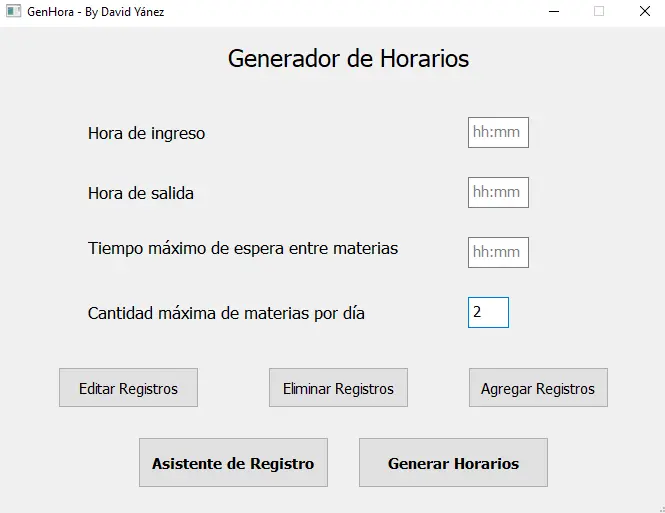 GenHora - By David Yánez
Generador de Horarios
Hora de ingreso hh:mm
Hora de salida hh:mm
Tiempo máximo de espera entre materias hh:mm
Cantidad máxima de materias por día 2
Editar Registros Eliminar Registros Agregar Registros
Asistente de Registro Generar Horarios